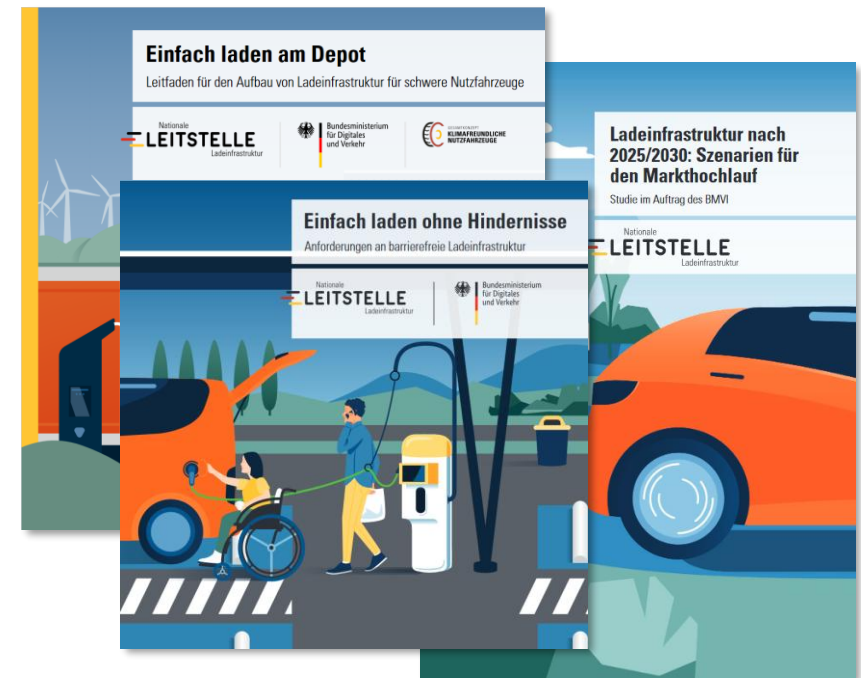 Einfach laden am Depot
Leitfaden für den Aufbau von Ladeinfrastruktur für schwere Nutzfahrzeuge
Nationale
LEITSTELLE
Ladeinfrastruktur
Bundesministerium
für Digitales
und Verkehr
GESAMTKONZEPT
KLIMAFREUNDLICHE
NUTZFAHRZEUGE
Einfach laden ohne Hindernisse
Anforderungen an barrierefreie Ladeinfrastruktur
Nationale
LEITSTELLE
Ladeinfrastruktur
Bundesministerium
für Digitales
und Verkehr
Ladeinfrastruktur nach
2025/2030: Szenarien für
den Markthochlauf
Studie im Auftrag des BMVI
Nationale
LEITSTELLE
Ladeinfrastruktur